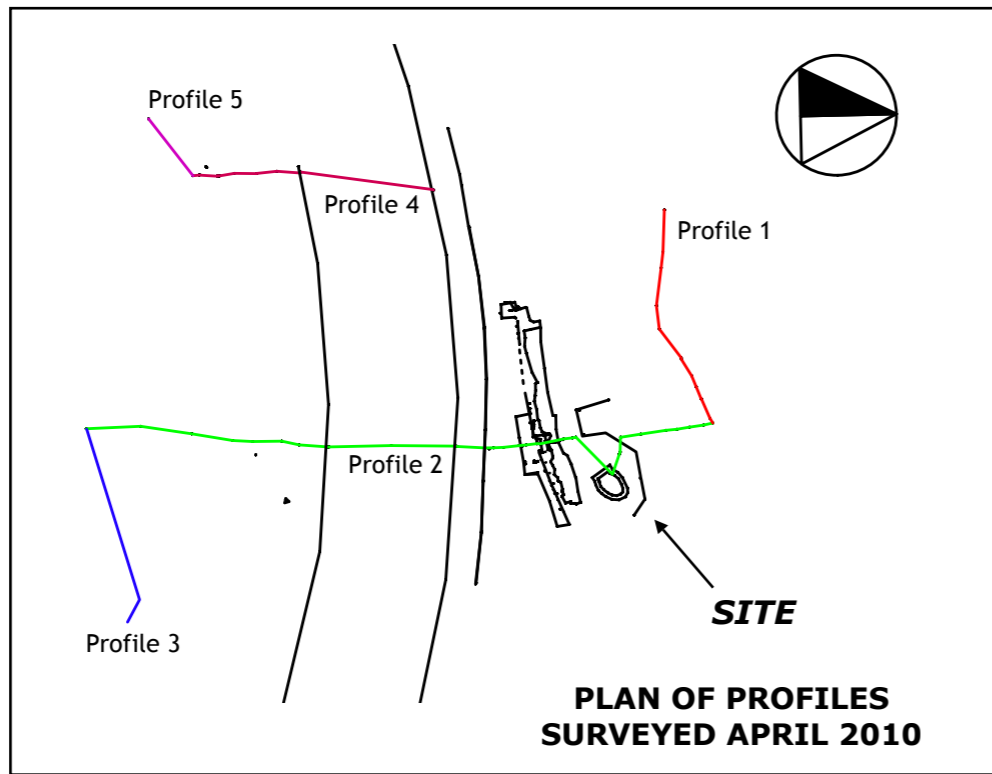 Profile 5
Profile 4
Profile 1
Profile 2
Profile 3
SITE
PLAN OF PROFILES
SURVEYED APRIL 2010